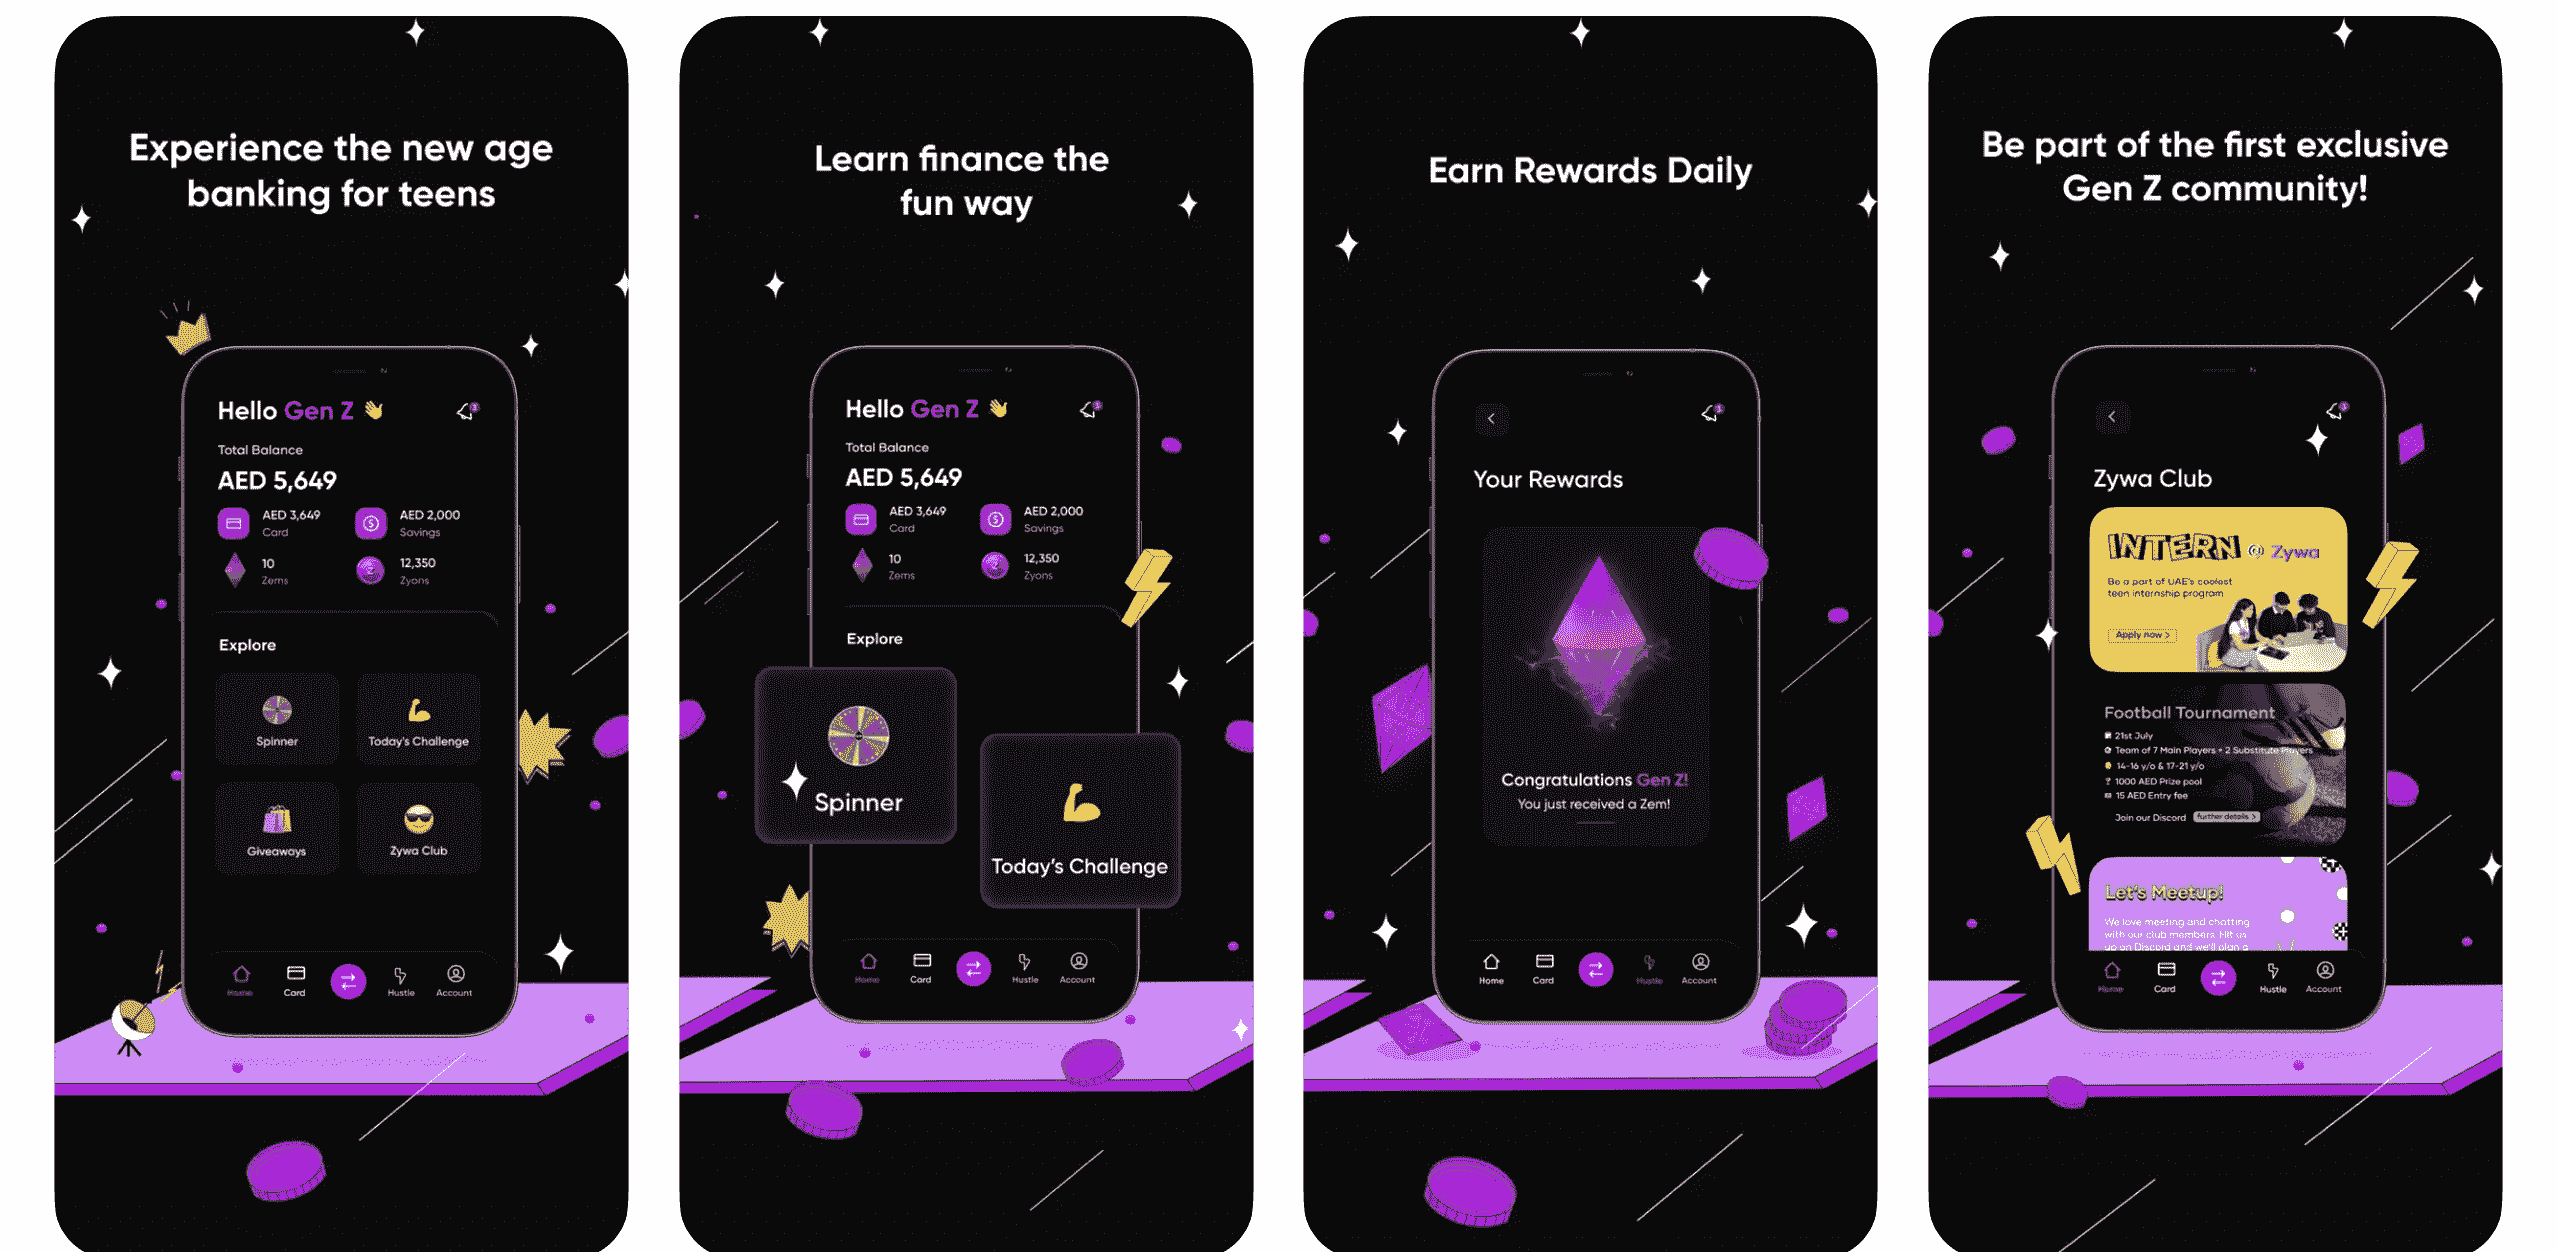 Experience the new age
banking for teens
Hello Gen Z
3
Total Balance
AED 5,649
AED 3,649
Card
AED 2,000
Savings
10
Zems
12,350
Zyons
Explore
Spinner
Today's Challenge
Giveaways
Zywa Club
Home
Card
Hustle
Account
Learn finance the
fun way
Hello Gen Z
3
Total Balance
AED 5,649
AED 3,649
Card
AED 2,000
Savings
10
Zems
12,350
Zyons
Explore
Spinner
Today's Challenge
Home
Card
Hustle
Account
Earn Rewards Daily
3
Your Rewards
Congratulations Gen Z!
You just received a Zem!
Home
Card
Hustle
Account
Be part of the first exclusive
Gen Z community!
3
Zywa Club
INTERN @ Zywa
Be a part of UAE's coolest
teen internship program
Apply now >
Football Tournament
21st July
Team of 7 Main Players + 2 Substitute Players
14-16 y/o & 17-21 y/o
1000 AED Prize pool
15 AED Entry fee
Join our Discord further details >
Let's Meetup!
We love meeting and chatting
with our club members. Hit us
up on Discord and we'll plan a
Home
Card
Hustle
Account